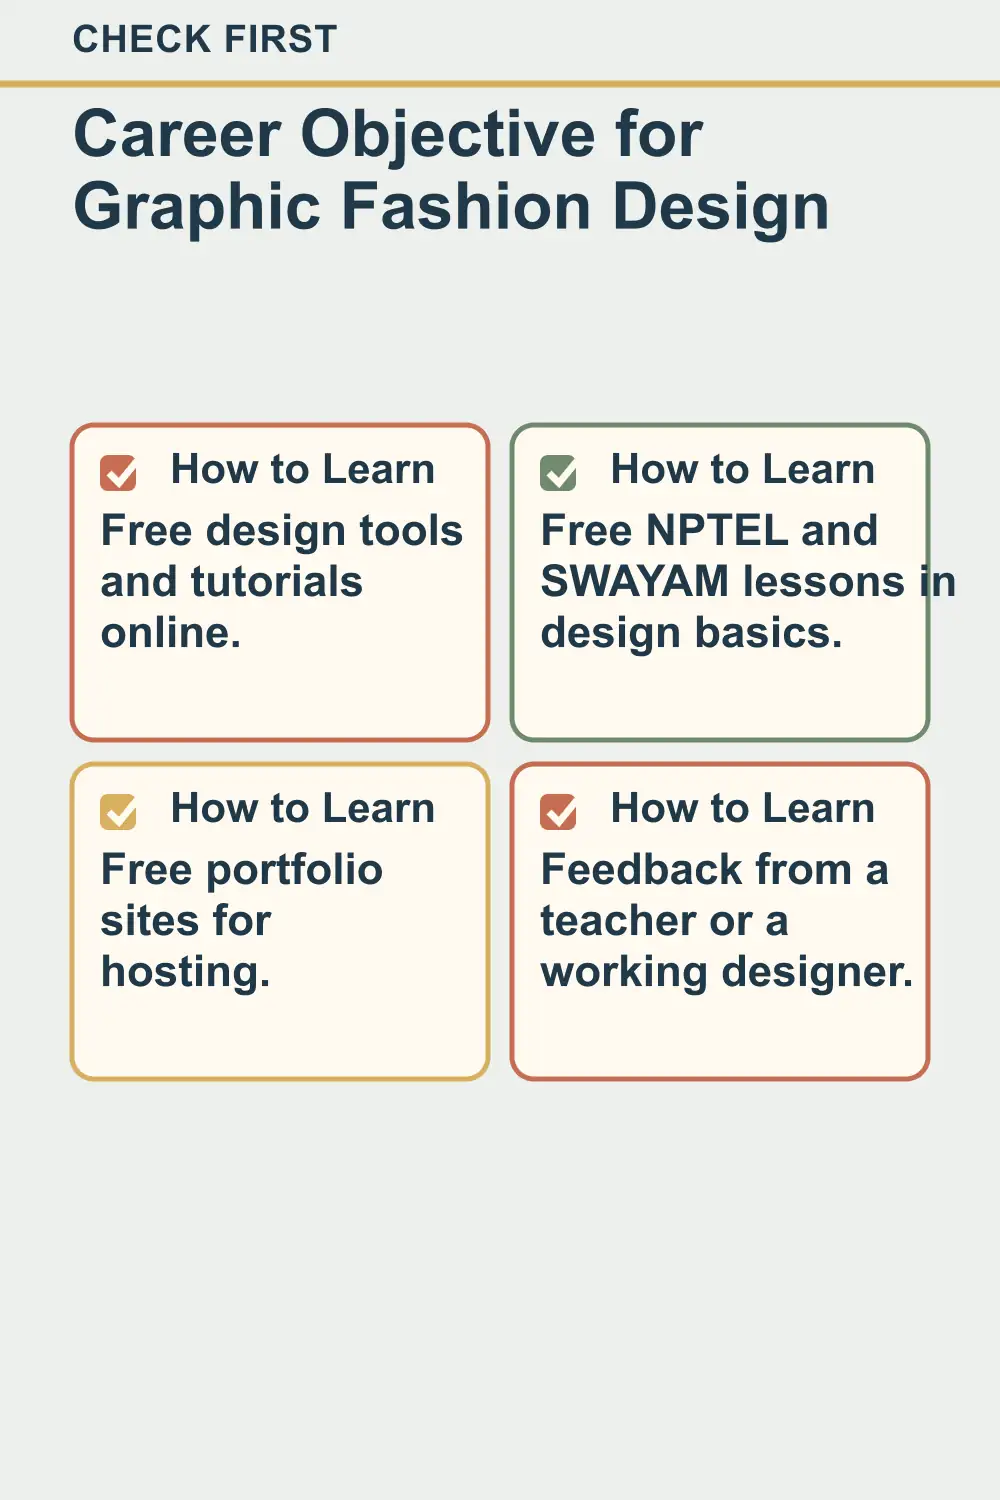 CHECK FIRST
Career Objective for
Graphic Fashion Design
How to Learn
Free design tools
and tutorials
online.
How to Learn
Free NPTEL and
SWAYAM lessons in
design basics.
How to Learn
Free portfolio
sites for
hosting.
How to Learn
Feedback from a
teacher or a
working designer.